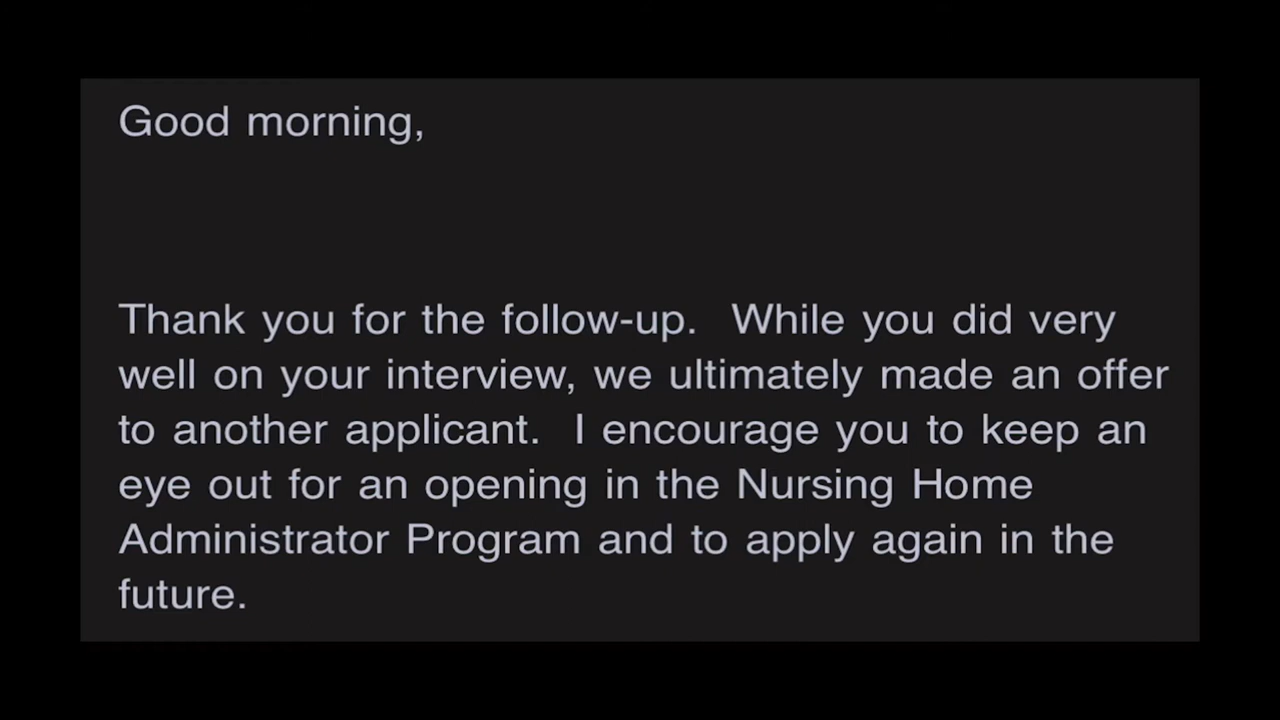 Good morning,
Thank you for the follow-up.  While you did very
well on your interview, we ultimately made an offer
to another applicant.  I encourage you to keep an
eye out for an opening in the Nursing Home
Administrator Program and to apply again in the
future.